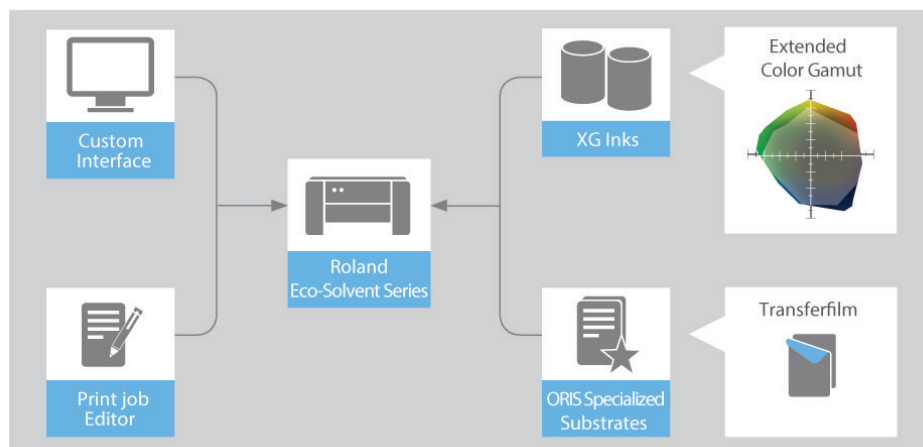 Custom
Interface
Print job
Editor
Roland
Eco-Solvent Series
XG Inks
ORIS Specialized
Substrates
Extended
Color Gamut
Transferfilm